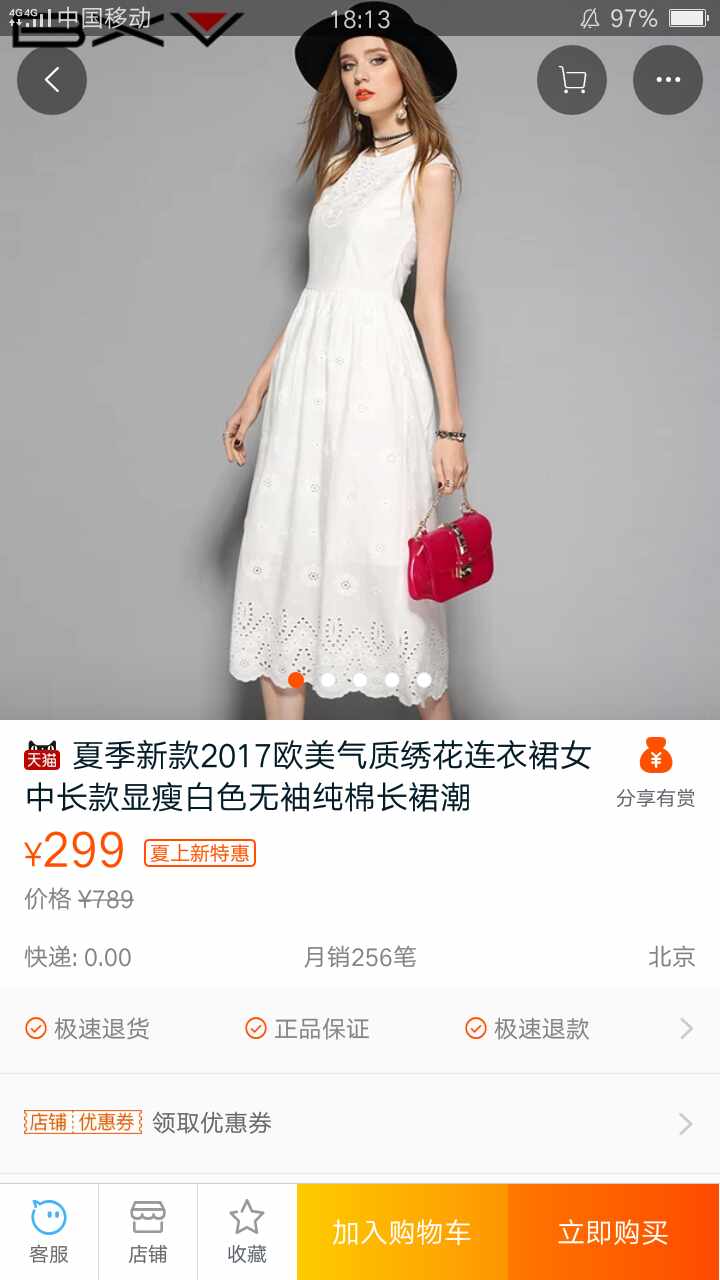 4G 4G 中国移动 18:13 97%
天猫 夏季新款2017欧美气质绣花连衣裙女
中长款显瘦白色无袖纯棉长裙潮
分享有赏
¥299 夏上新特惠
价格 ¥789
快递: 0.00 月销256笔 北京
极速退货 正品保证 极速退款
店铺 优惠券 领取优惠券
客服 店铺 收藏 加入购物车 立即购买